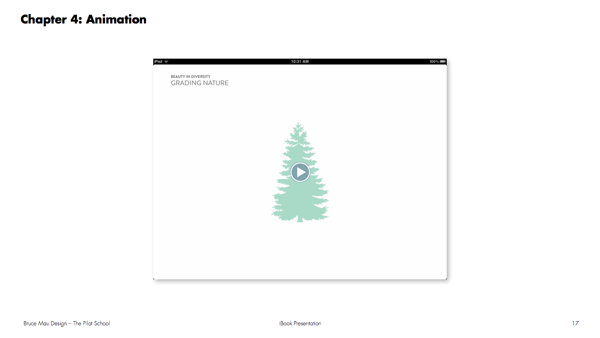 Chapter 4: Animation
iPad
10:21 AM
100%
BEAUTY IN DIVERSITY
GRADING NATURE
Bruce Mau Design – The Pilat School
iBook Presentation
17